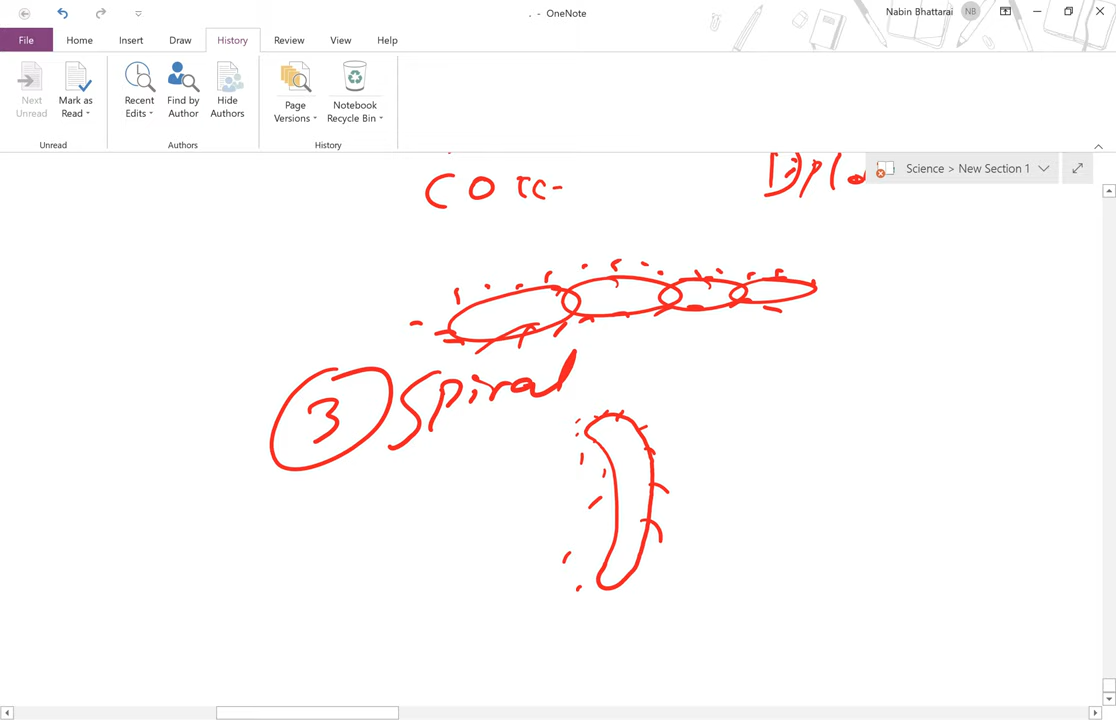 . - OneNote
Nabin Bhattarai NB
File Home Insert Draw History Review View Help
Next Unread
Mark as Read
Recent Edits
Find by Author
Hide Authors
Page Versions
Notebook Recycle Bin
Unread Authors History
Science > New Section 1
3 Spiral